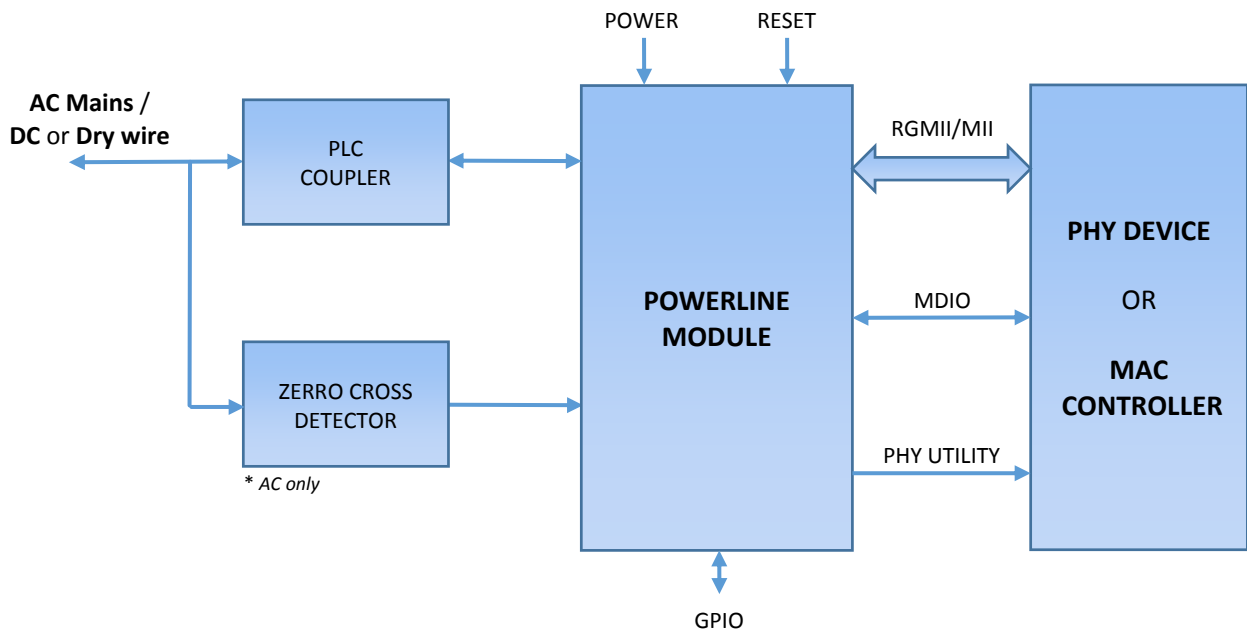 POWER
RESET
AC Mains /
DC or Dry wire
PLC
COUPLER
RGMII/MII
POWERLINE
MODULE
PHY DEVICE
OR
MAC
CONTROLLER
MDIO
ZERRO CROSS
DETECTOR
* AC only
PHY UTILITY
GPIO